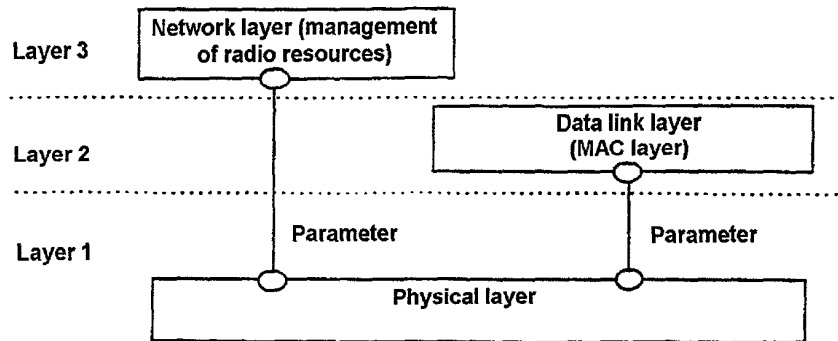 Network layer (management
of radio resources)
Layer 3
Data link layer
(MAC layer)
Layer 2
Parameter
Parameter
Layer 1
Physical layer